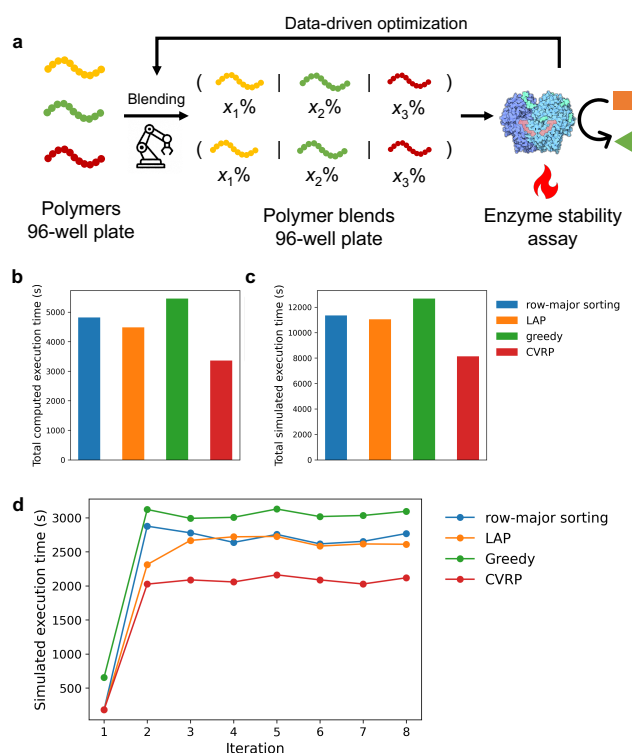 Data-driven optimization
a
Blending
( | | )
x1% x2% x3%
( | | )
x1% x2% x3%
Polymers
96-well plate
Polymer blends
96-well plate
Enzyme stability
assay
b
Total computed execution time (s)
5000
4000
3000
2000
1000
0
c
Total simulated execution time (s)
12000
10000
8000
6000
4000
2000
0
row-major sorting
LAP
greedy
CVRP
d
Simulated execution time (s)
3000
2500
2000
1500
1000
500
1 2 3 4 5 6 7 8
Iteration
row-major sorting
LAP
Greedy
CVRP